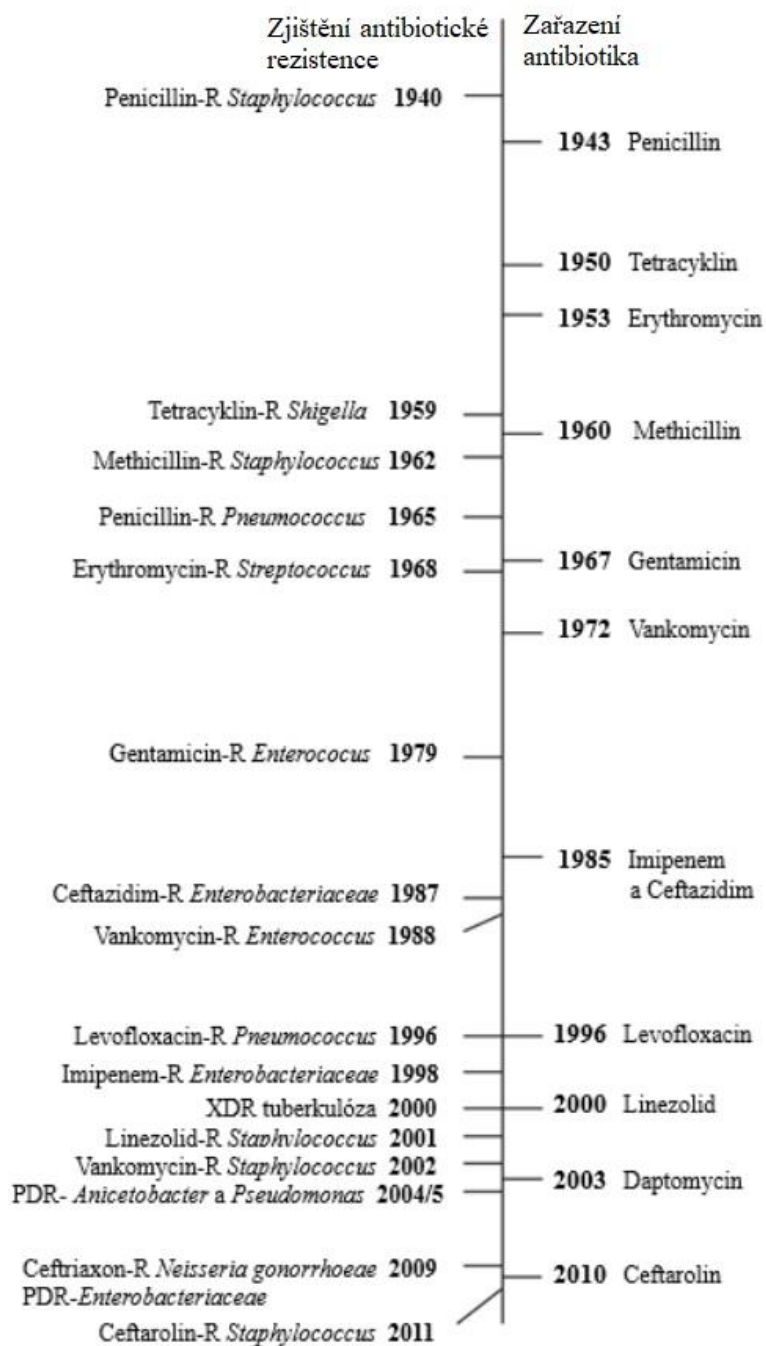 Zjištění antibiotické
rezistence
Zařazení
antibiotika
Penicillin-R Staphylococcus 1940
1943 Penicillin
1950 Tetracyklin
1953 Erythromycin
Tetracyklin-R Shigella 1959
1960 Methicillin
Methicillin-R Staphylococcus 1962
Penicillin-R Pneumococcus 1965
1967 Gentamicin
Erythromycin-R Streptococcus 1968
1972 Vankomycin
Gentamicin-R Enterococus 1979
1985 Imipenem
a Ceftazidim
Ceftazidim-R Enterobacteriaceae 1987
Vankomycin-R Enterococcus 1988
Levofloxacin-R Pneumococcus 1996
1996 Levofloxacin
Imipenem-R Enterobacteriaceae 1998
XDR tuberkulóza 2000
2000 Linezolid
Linezolid-R Staphylococcus 2001
Vankomycin-R Staphylococcus 2002
2003 Daptomycin
PDR- Anicetobacter a Pseudomonas 2004/5
Ceftriaxon-R Neisseria gonorrhoeae 2009
PDR-Enterobacteriaceae
2010 Ceftarolin
Ceftarolin-R Staphylococcus 2011